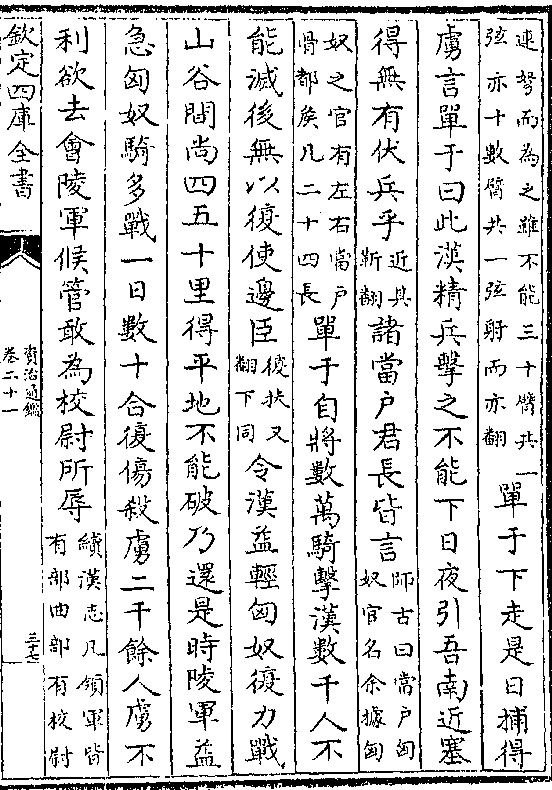 連弩而為之雖不能三十臂共一
弦亦十數臂共一弦射而亦翻
單于下走是日捕得
虜言單于曰此漢精兵擊之不能下日夜引吾南近塞
得無有伏兵乎
近其
靳翻
諸當戶君長皆言
師古曰當戶匈
奴官名余據匈
奴之官有左右當戶
骨都侯凡二十四長
單于自將數萬騎擊漢數千人不
能滅後無以復使邊臣
復扶又
翻下同
令漢益輕匈奴復力戰
山谷間尚四五十里得平地不能破乃還是時陵軍益
急匈奴騎多戰一日數十合復傷殺虜二千餘人虜不
利欲去會陵軍候管敢為校尉所辱
續漢志凡領軍皆
有部曲部有校尉
欽定四庫全書
資治通鑑
卷二十一
三十七